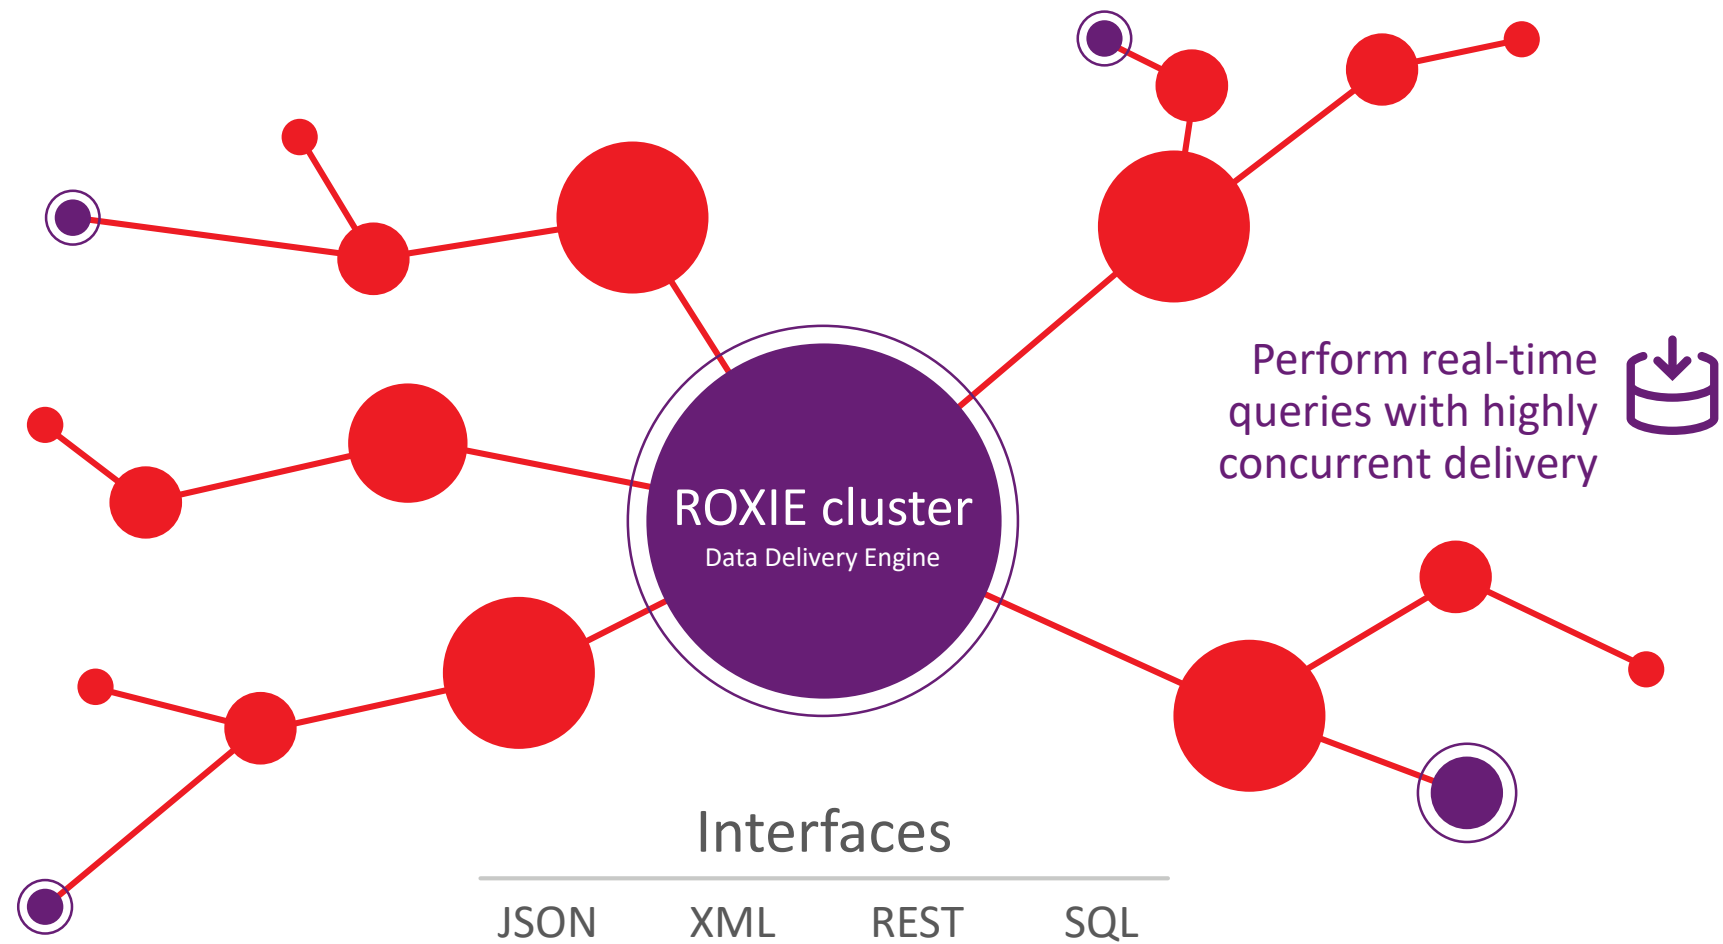 Perform real-time
queries with highly
concurrent delivery
ROXIE cluster
Data Delivery Engine
Interfaces
JSON XML REST SQL